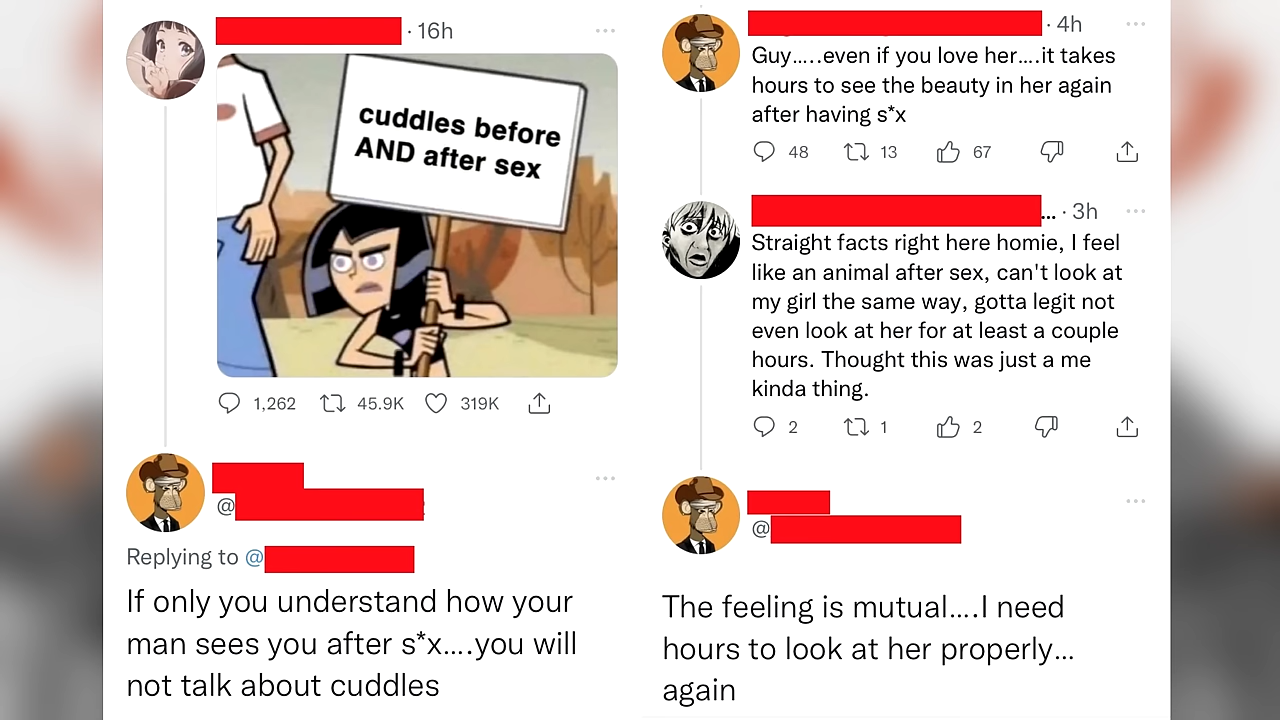 · 16h
cuddles before
AND after sex
1,262 45.9K 319K
@
Replying to @
If only you understand how your
man sees you after s*x....you will
not talk about cuddles
· 4h
Guy.....even if you love her....it takes
hours to see the beauty in her again
after having s*x
48 13 67
... · 3h
Straight facts right here homie, I feel
like an animal after sex, can't look at
my girl the same way, gotta legit not
even look at her for at least a couple
hours. Thought this was just a me
kinda thing.
2 1 2
@
The feeling is mutual....I need
hours to look at her properly...
again